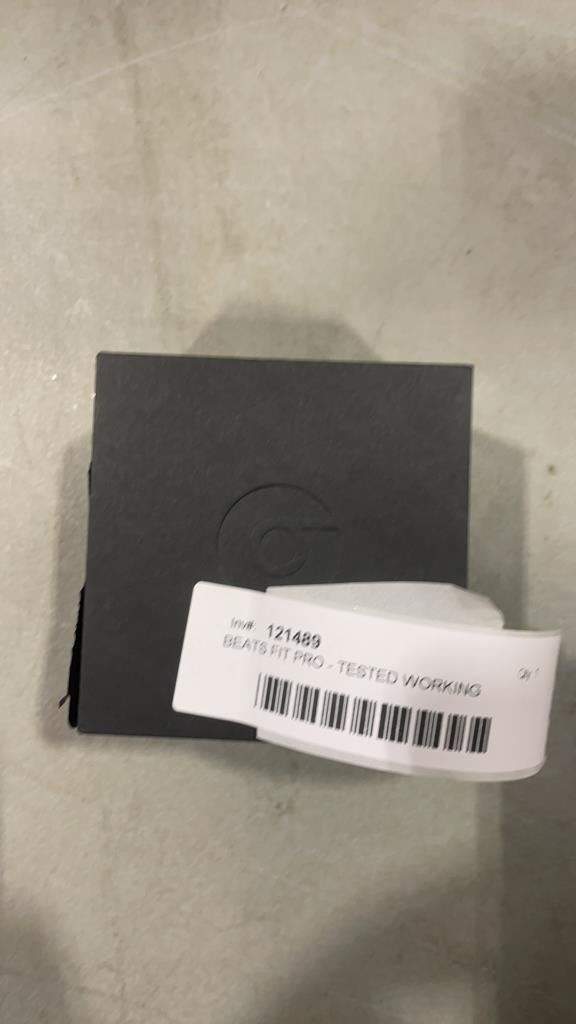 Inv#: 121489
BEATS FIT PRO - TESTED WORKING
Qty 1